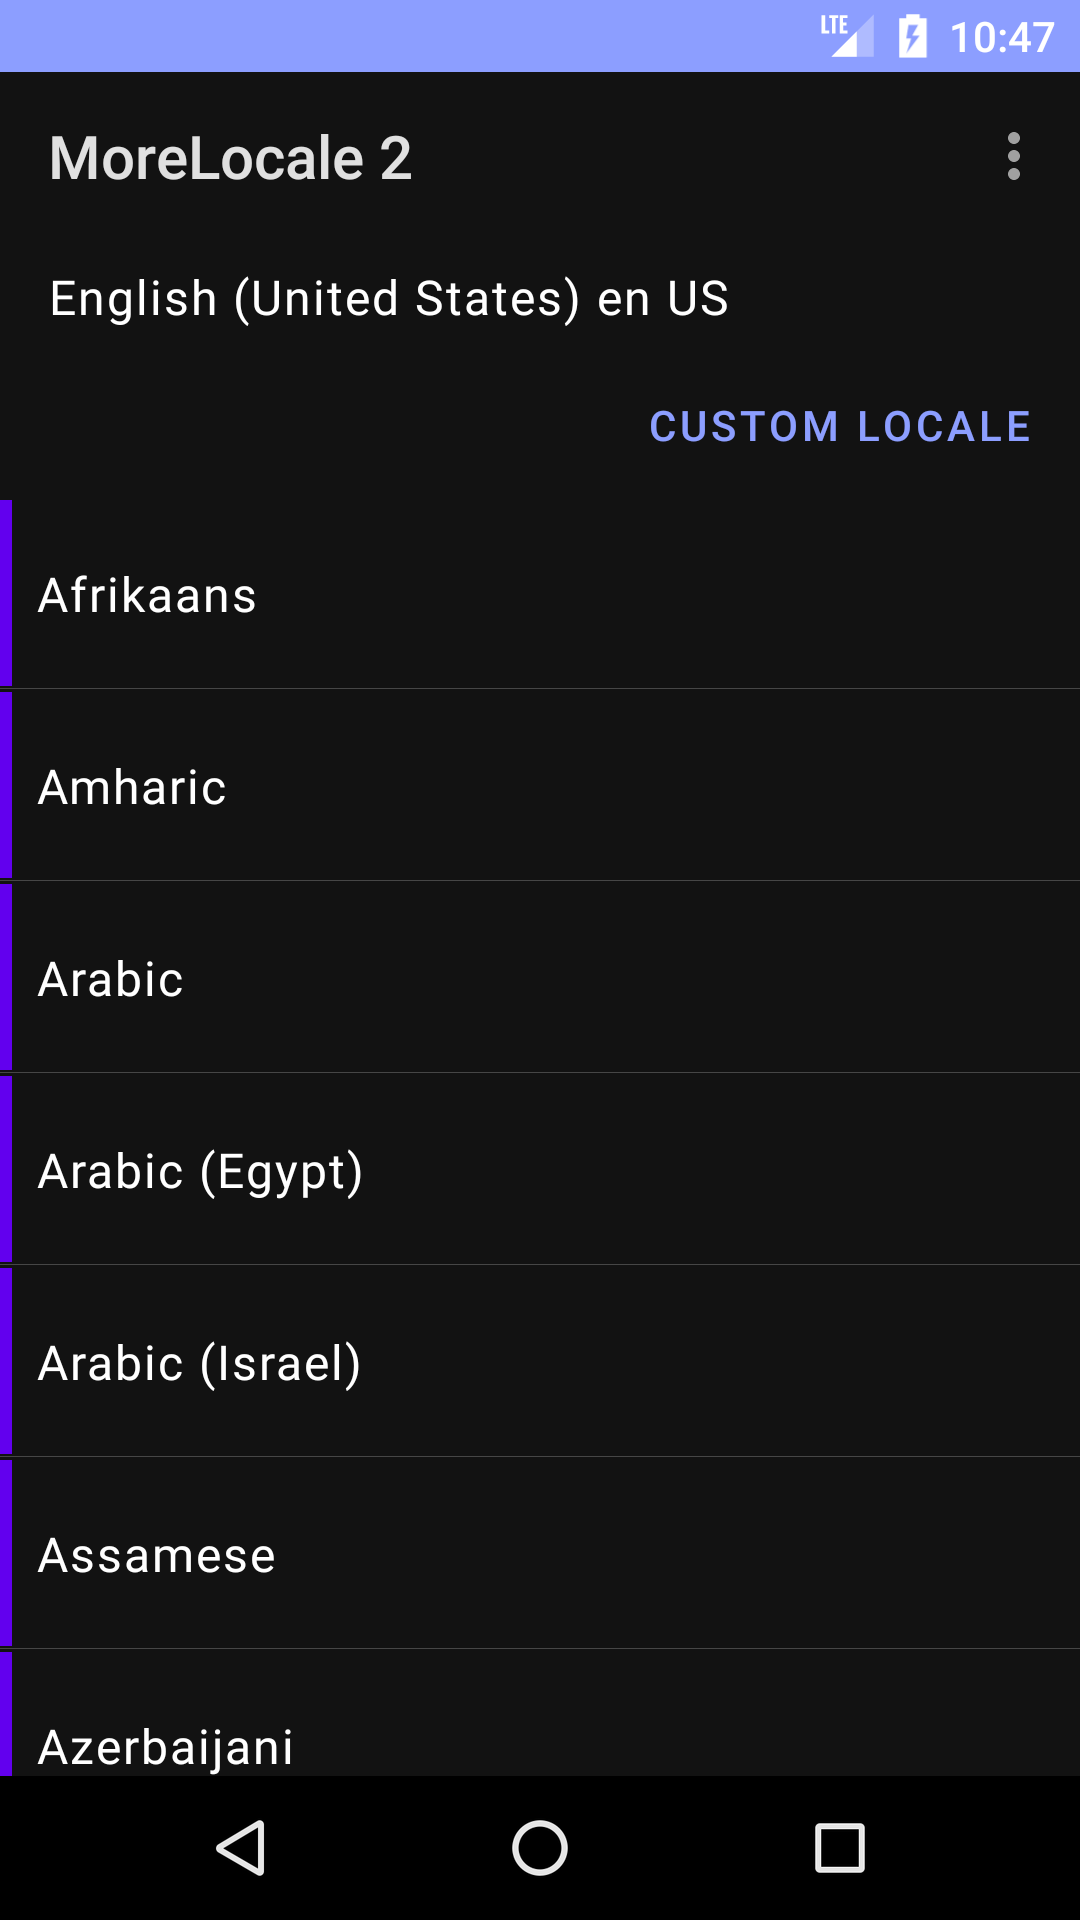 LTE 10:47
MoreLocale 2
English (United States) en US
CUSTOM LOCALE
Afrikaans
Amharic
Arabic
Arabic (Egypt)
Arabic (Israel)
Assamese
Azerbaijani